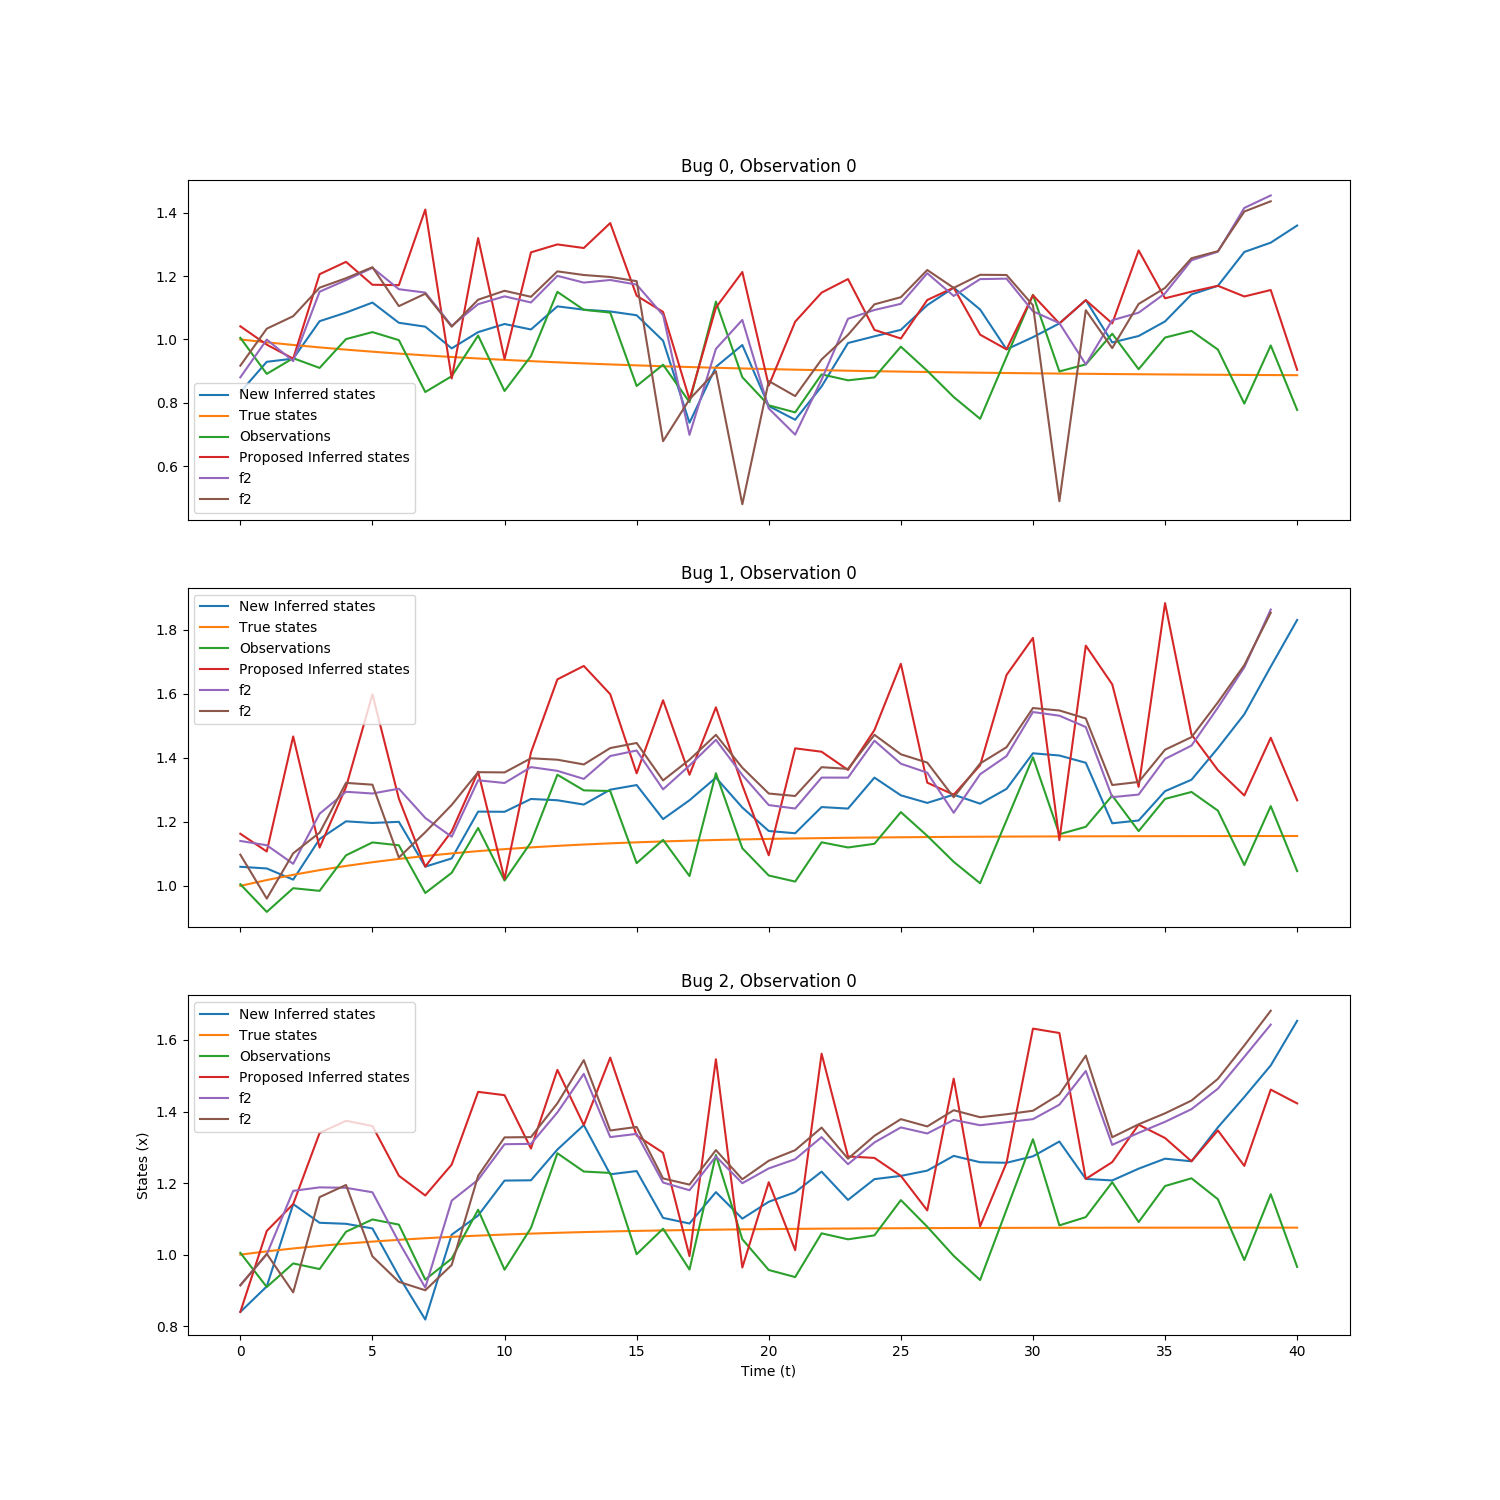 Bug 0, Observation 0
1.4
1.2
1.0
0.8
0.6
New Inferred states
True states
Observations
Proposed Inferred states
f2
f2
Bug 1, Observation 0
1.8
1.6
1.4
1.2
1.0
New Inferred states
True states
Observations
Proposed Inferred states
f2
f2
Bug 2, Observation 0
States (x)
1.6
1.4
1.2
1.0
0.8
New Inferred states
True states
Observations
Proposed Inferred states
f2
f2
0 5 10 15 20 25 30 35 40
Time (t)